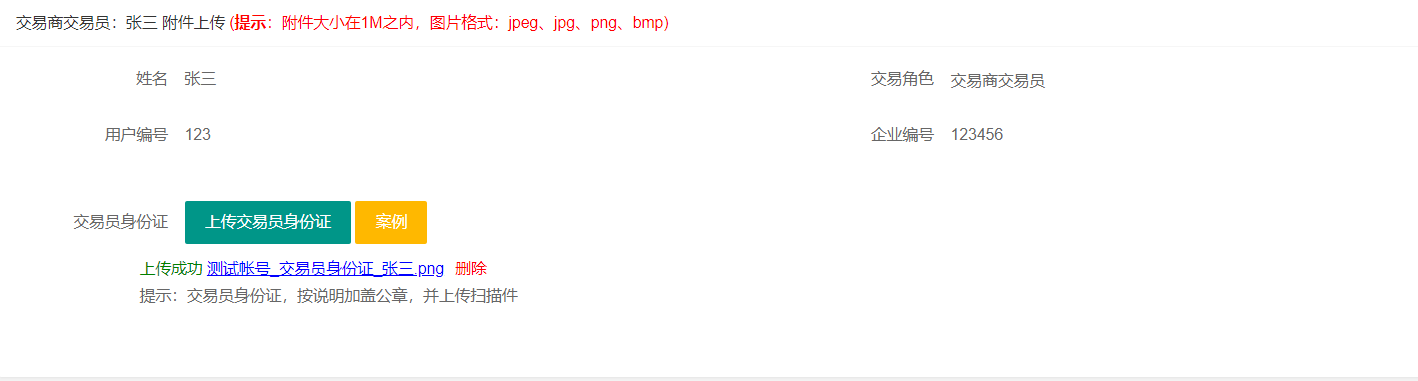 交易商交易员：张三 附件上传 (提示：附件大小在1M之内，图片格式：jpeg、jpg、png、bmp)
姓名 张三 交易角色 交易商交易员
用户编号 123 企业编号 123456
交易员身份证 上传交易员身份证 案例
上传成功 测试帐号_交易员身份证_张三.png 删除
提示：交易员身份证，按说明加盖公章，并上传扫描件